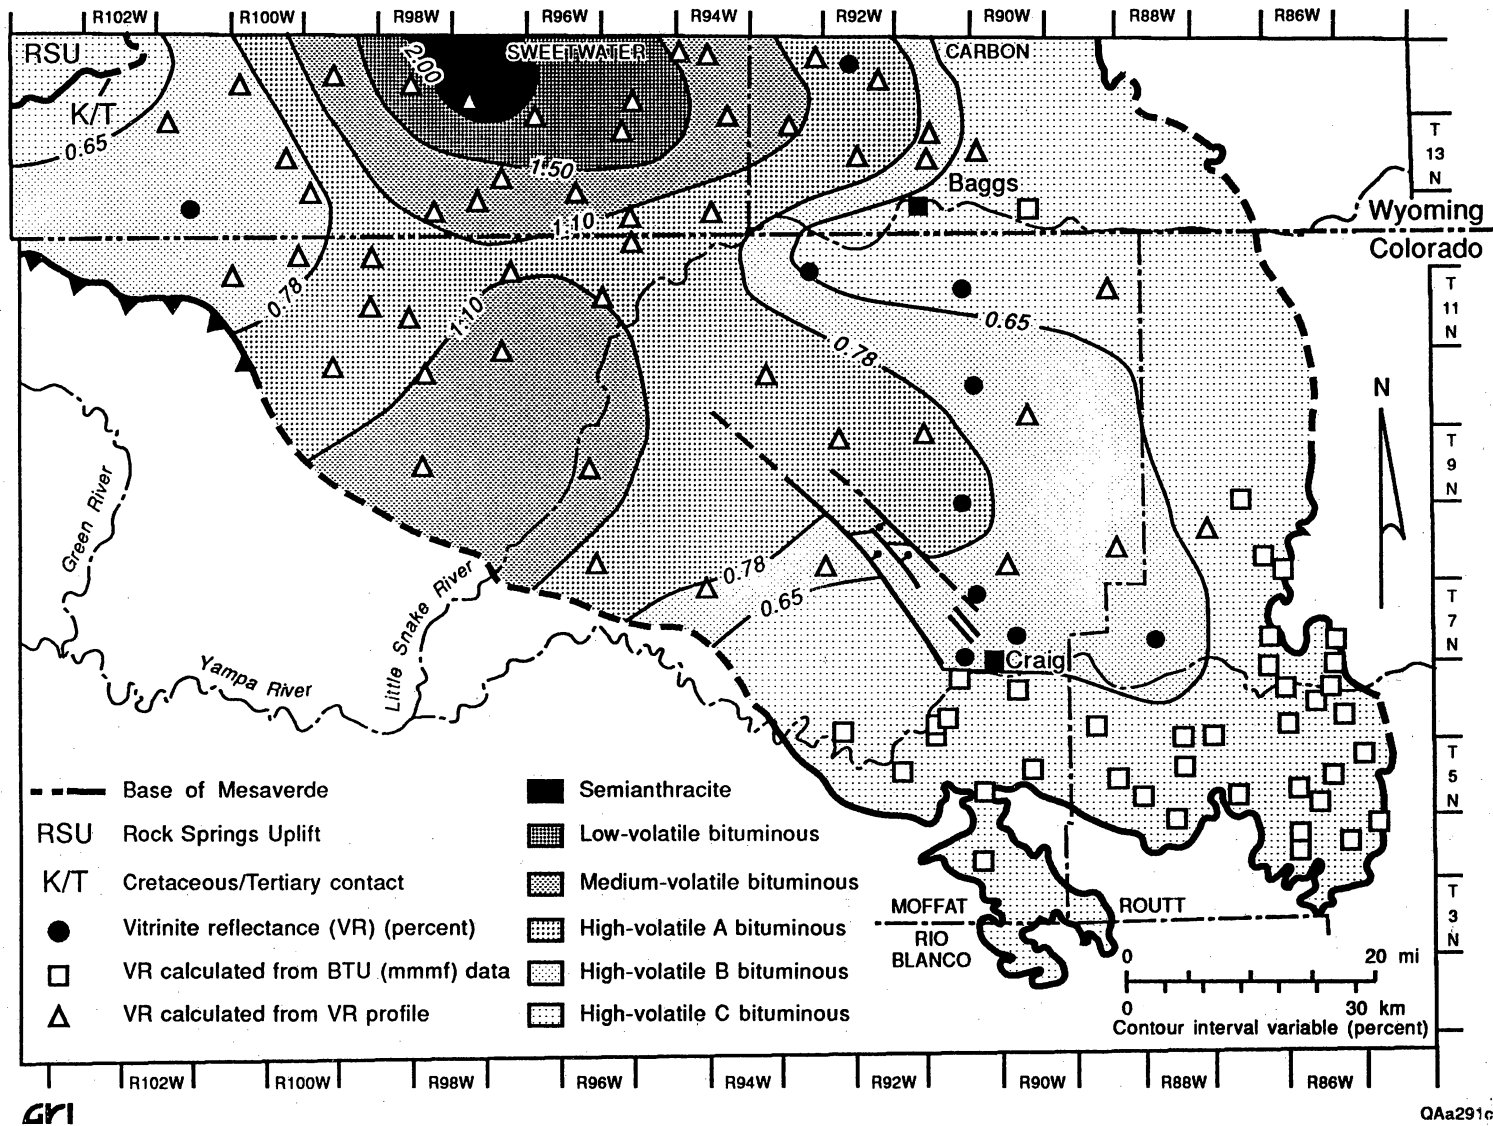 R102W R100W R98W R96W R94W R92W R90W R88W R86W
RSU
2.00
SWEETWATER
CARBON
K/T
0.65
T
13
N
1.50
Baggs
Wyoming
1.10
Colorado
0.78
T
11
N
1.10
0.65
0.78
N
T
9
N
Green River
0.78
0.65
Little Snake River
T
7
N
Craig
Yampa River
T
5
N
Base of Mesaverde
RSU Rock Springs Uplift
K/T Cretaceous/Tertiary contact
Vitrinite reflectance (VR) (percent)
VR calculated from BTU (mmmf) data
VR calculated from VR profile
Semianthracite
Low-volatile bituminous
Medium-volatile bituminous
High-volatile A bituminous
High-volatile B bituminous
High-volatile C bituminous
MOFFAT
ROUTT
RIO
BLANCO
T
3
N
0 20 mi
0 30 km
Contour interval variable (percent)
R102W R100W R98W R96W R94W R92W R90W R88W R86W
GRI
QAa291c